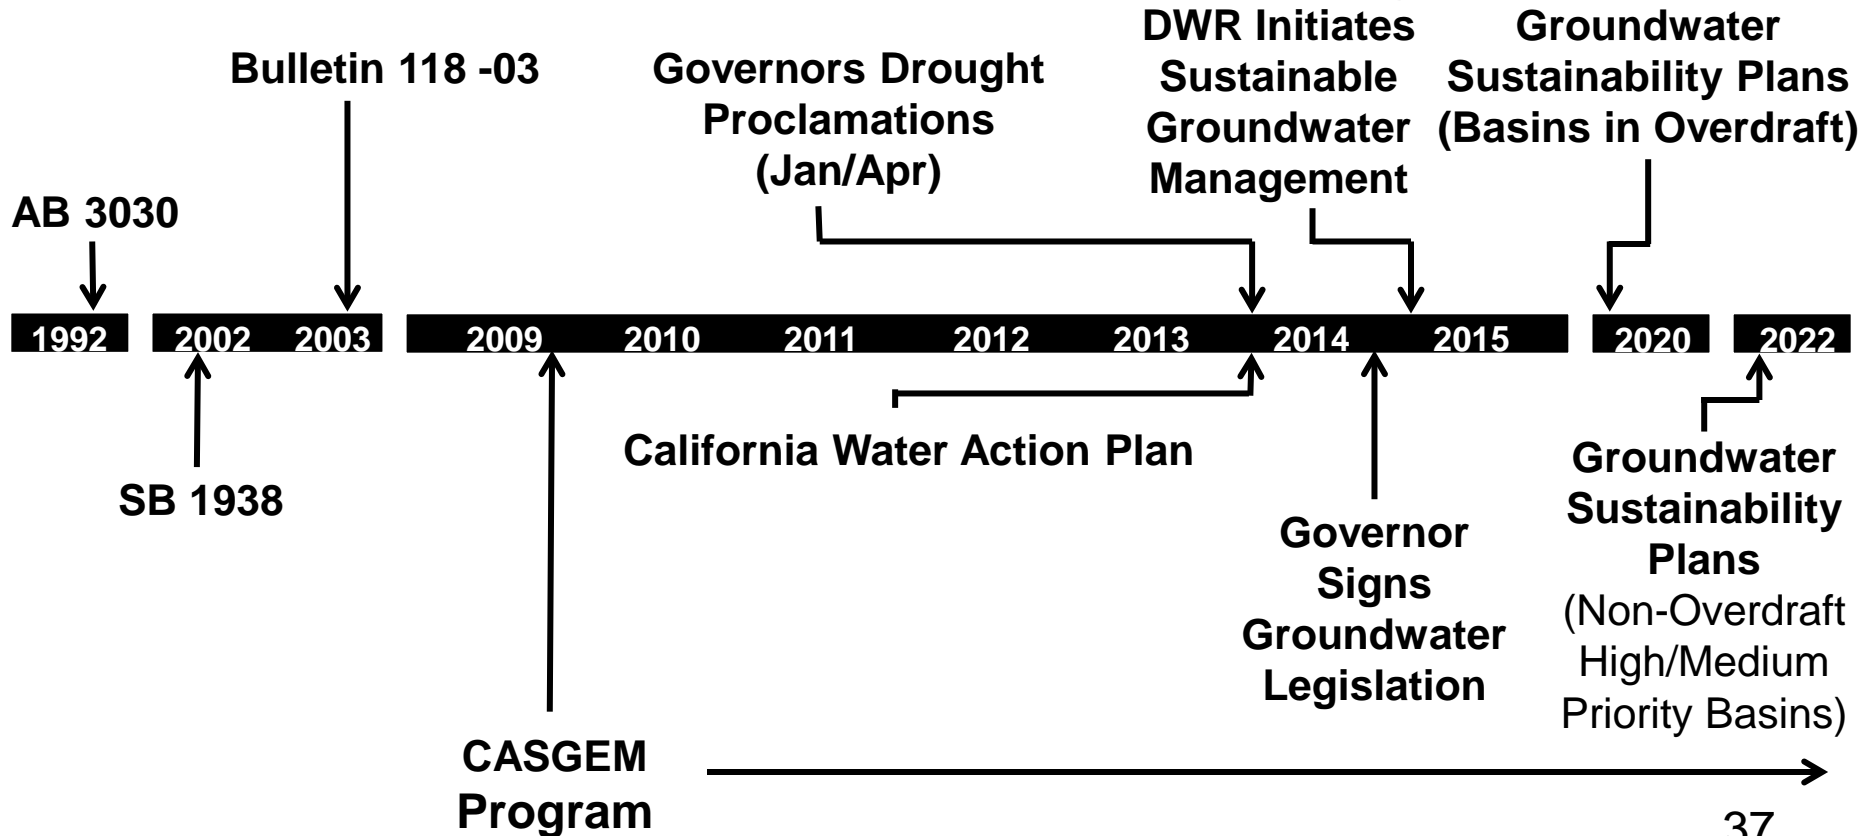 Bulletin 118 -03
Governors Drought
Proclamations
(Jan/Apr)
DWR Initiates
Sustainable
Groundwater
Management
Groundwater
Sustainability Plans
(Basins in Overdraft)
AB 3030
1992
2002
2003
2009
2010
2011
2012
2013
2014
2015
2020
2022
SB 1938
California Water Action Plan
Governor
Signs
Groundwater
Legislation
Groundwater
Sustainability
Plans
(Non-Overdraft
High/Medium
Priority Basins)
CASGEM
Program
37